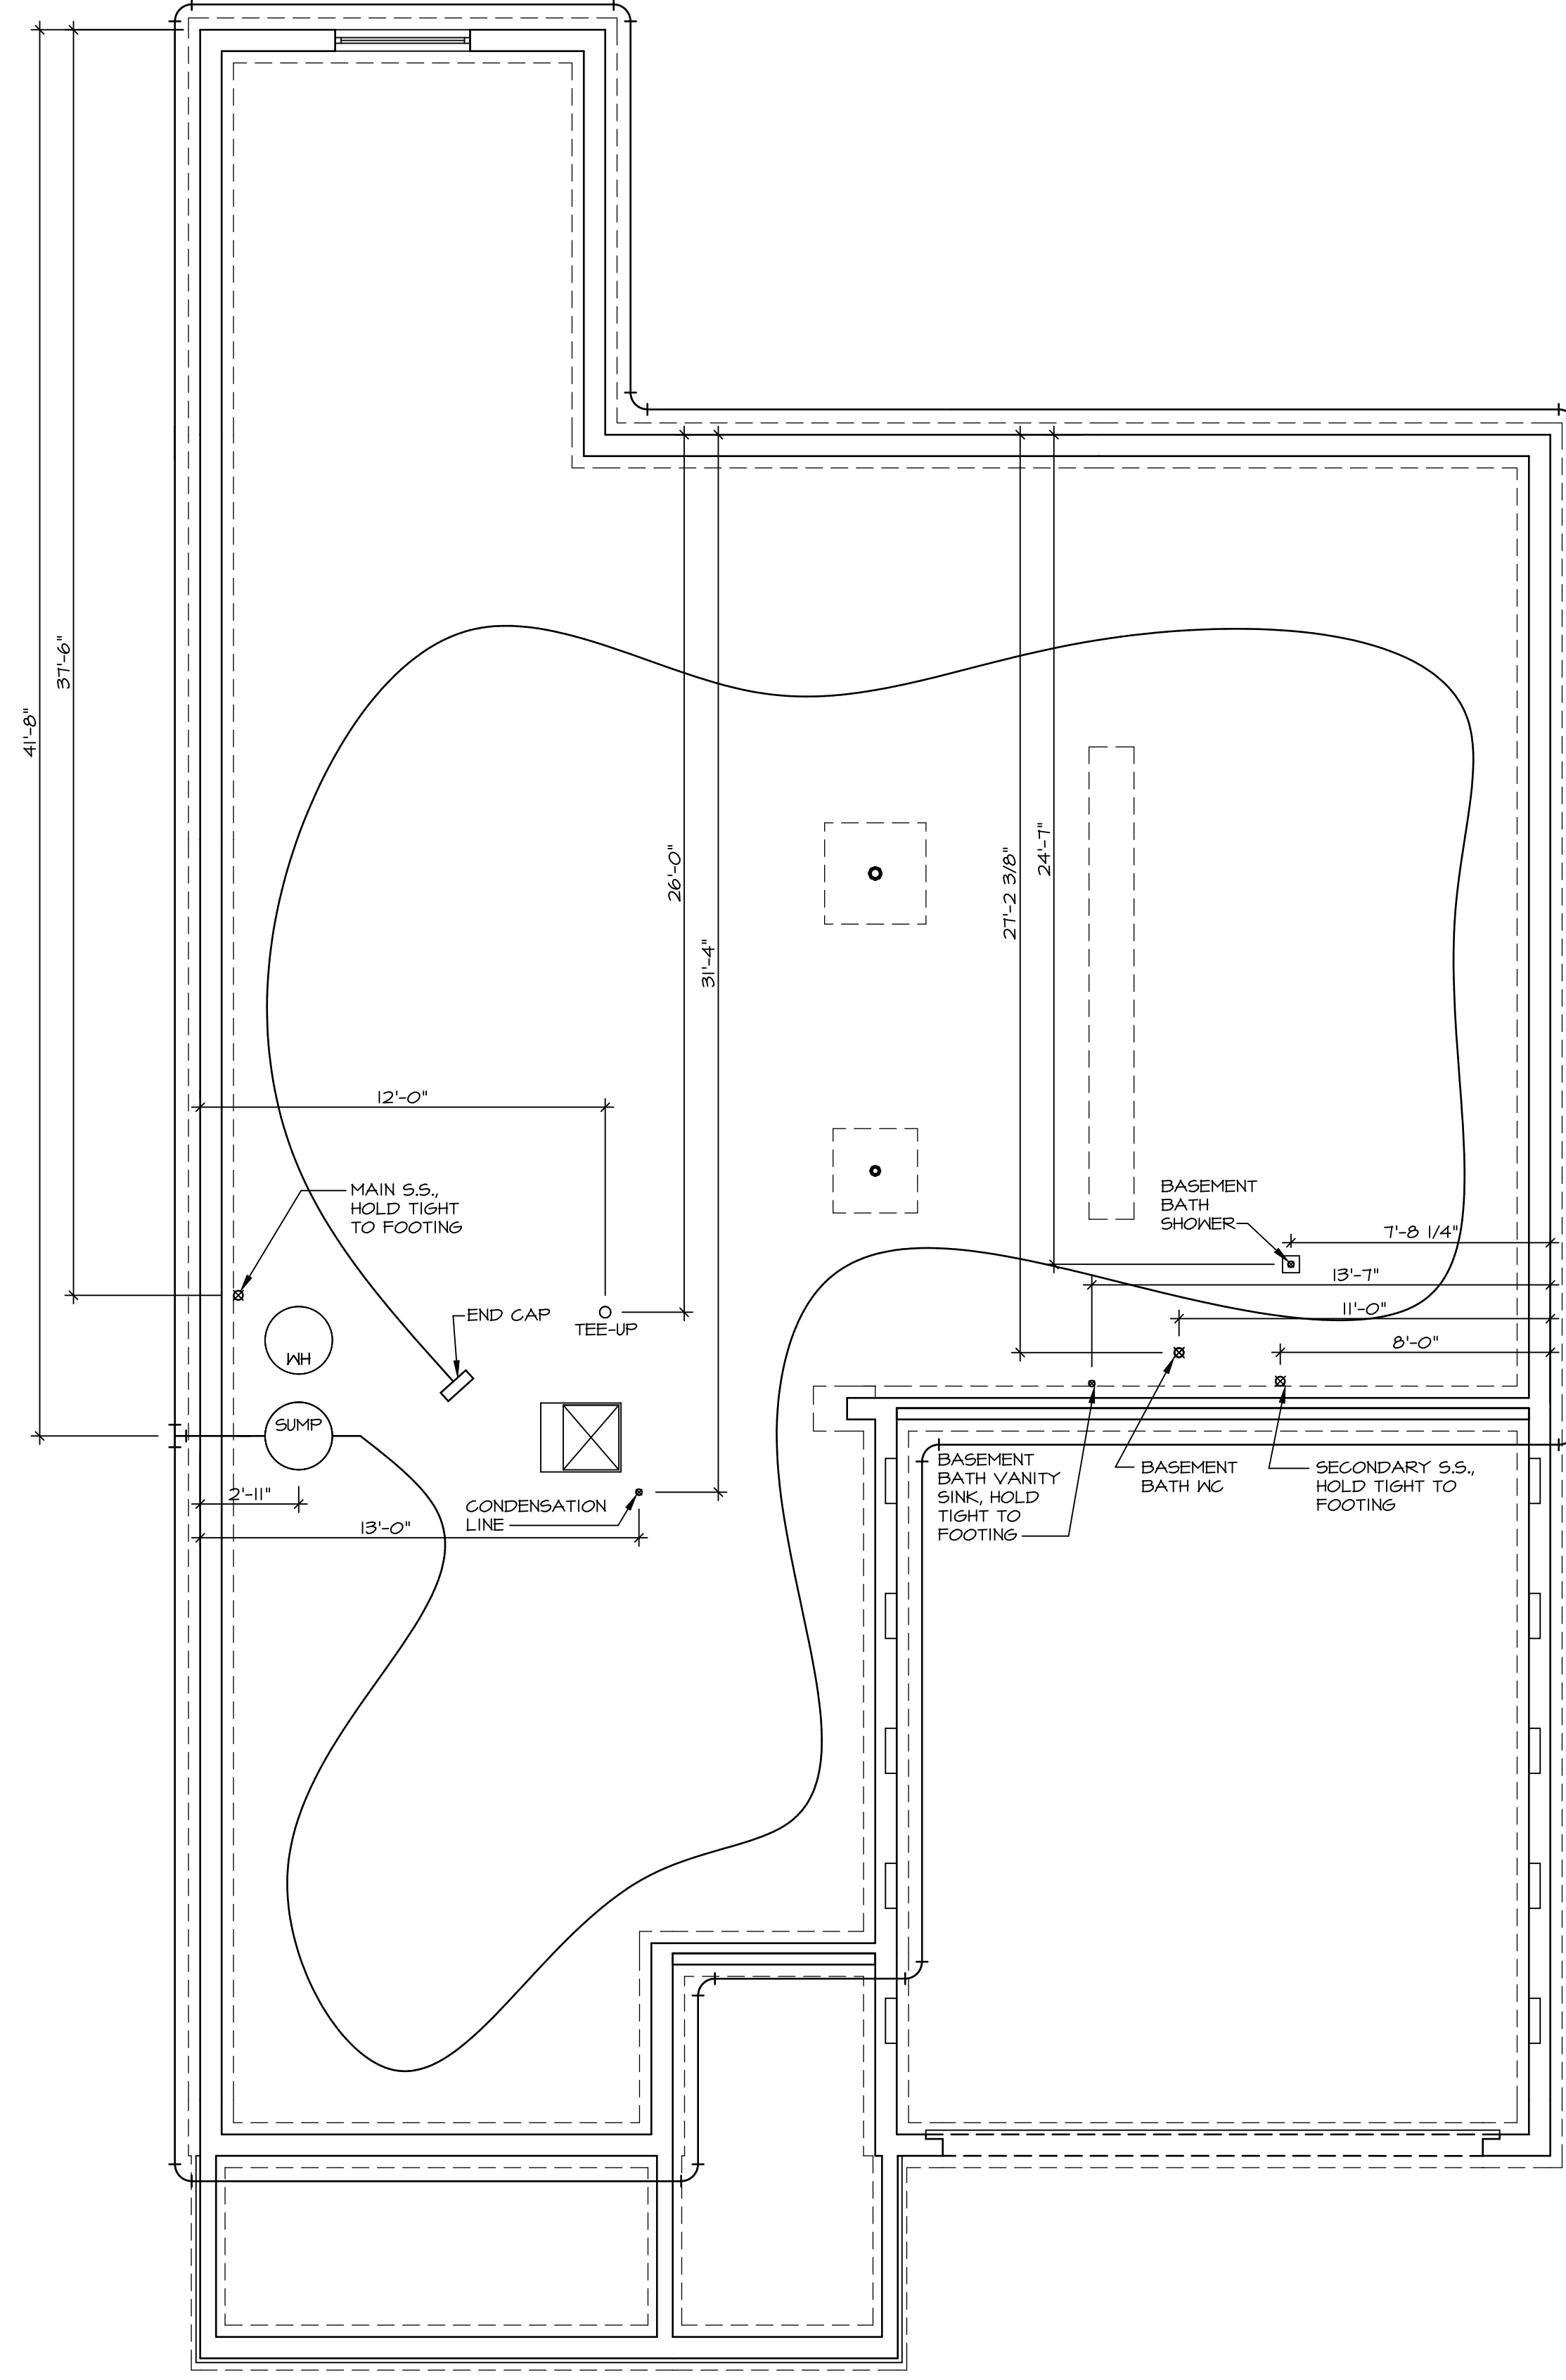 41'-8"
37'-6"
26'-0"
31'-4"
27'-2 3/8"
24'-7"
12'-0"
MAIN S.S.,
HOLD TIGHT
TO FOOTING
BASEMENT
BATH
SHOWER
7'-8 1/4"
13'-7"
11'-0"
8'-0"
END CAP
TEE-UP
WH
SUMP
2'-11"
13'-0"
CONDENSATION
LINE
BASEMENT
BATH VANITY
SINK, HOLD
TIGHT TO
FOOTING
BASEMENT
BATH WC
SECONDARY S.S.,
HOLD TIGHT TO
FOOTING